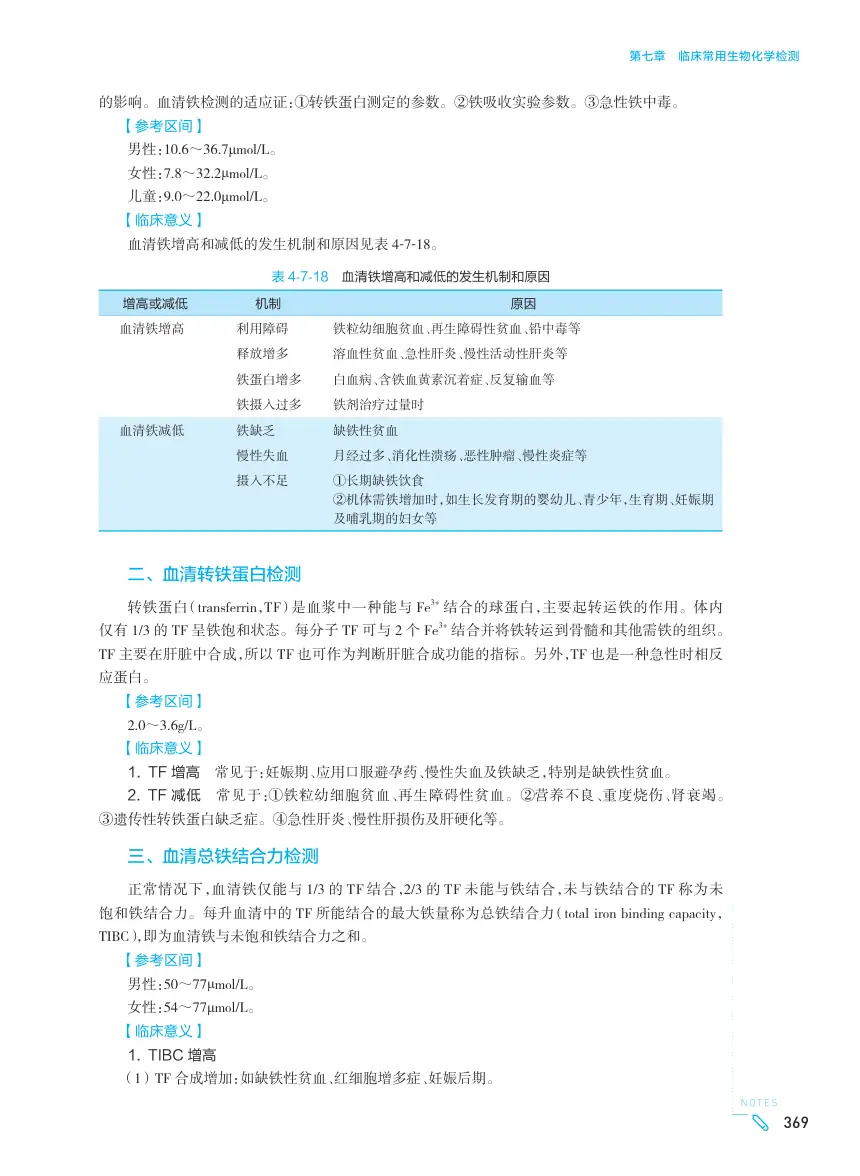 第七章 临床常用生物化学检测
的影响。血清铁检测的适应证：①转铁蛋白测定的参数。②铁吸收实验参数。③急性铁中毒。
【参考区间】
男性：10.6～36.7μmol/L。
女性：7.8～32.2μmol/L。
儿童：9.0～22.0μmol/L。
【临床意义】
血清铁增高和减低的发生机制和原因见表 4-7-18。
表 4-7-18 血清铁增高和减低的发生机制和原因
增高或减低 机制 原因
血清铁增高 利用障碍 铁粒幼细胞贫血、再生障碍性贫血、铅中毒等
释放增多 溶血性贫血、急性肝炎、慢性活动性肝炎等
铁蛋白增多 白血病、含铁血黄素沉着症、反复输血等
铁摄入过多 铁剂治疗过量时
血清铁减低 铁缺乏 缺铁性贫血
慢性失血 月经过多、消化性溃疡、恶性肿瘤、慢性炎症等
摄入不足 ①长期缺铁饮食
②机体需铁增加时，如生长发育期的婴幼儿、青少年，生育期、妊娠期
及哺乳期的妇女等
二、血清转铁蛋白检测
转铁蛋白（transferrin，TF）是血浆中一种能与 Fe³⁺ 结合的球蛋白，主要起转运铁的作用。体内
仅有 1/3 的 TF 呈铁饱和状态。每分子 TF 可与 2 个 Fe³⁺ 结合并将铁转运到骨髓和其他需铁的组织。
TF 主要在肝脏中合成，所以 TF 也可作为判断肝脏合成功能的指标。另外，TF 也是一种急性时相反
应蛋白。
【参考区间】
2.0～3.6g/L。
【临床意义】
1. TF 增高 常见于：妊娠期、应用口服避孕药、慢性失血及铁缺乏，特别是缺铁性贫血。
2. TF 减低 常见于：①铁粒幼细胞贫血、再生障碍性贫血。②营养不良、重度烧伤、肾衰竭。
③遗传性转铁蛋白缺乏症。④急性肝炎、慢性肝损伤及肝硬化等。
三、血清总铁结合力检测
正常情况下，血清铁仅能与 1/3 的 TF 结合，2/3 的 TF 未能与铁结合，未与铁结合的 TF 称为未
饱和铁结合力。每升血清中的 TF 所能结合的最大铁量称为总铁结合力（total iron binding capacity，
TIBC），即为血清铁与未饱和铁结合力之和。
【参考区间】
男性：50～77μmol/L。
女性：54～77μmol/L。
【临床意义】
1. TIBC 增高
（1）TF 合成增加：如缺铁性贫血、红细胞增多症、妊娠后期。
NOTES
369